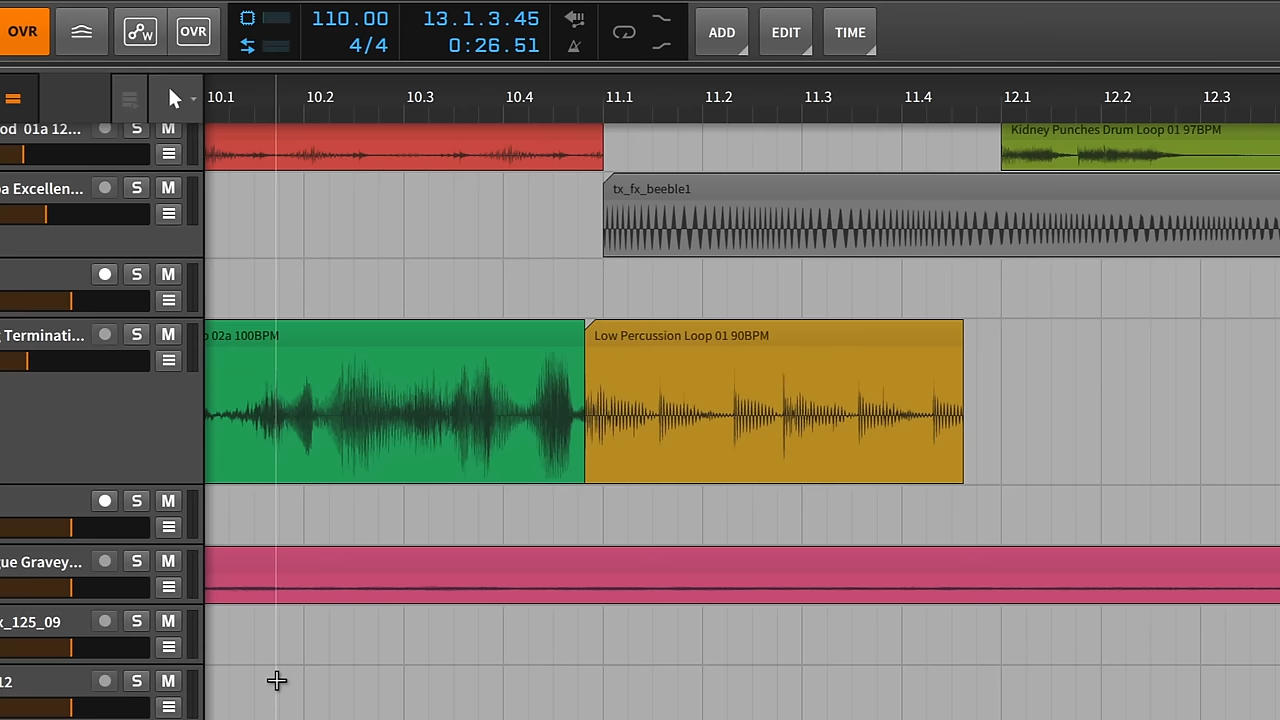 OVR
OVR
110.00
4/4
13.1.3.45
0:26.51
ADD
EDIT
TIME
10.1 10.2 10.3 10.4 11.1 11.2 11.3 11.4 12.1 12.2 12.3
od 01a 12... S M
Kidney Punches Drum Loop 01 97BPM
a Excellen... S M
tx_fx_beeble1
S M
Terminati... S M
02a 100BPM
Low Percussion Loop 01 90BPM
S M
ue Gravey... S M
x_125_09 S M
12 S M